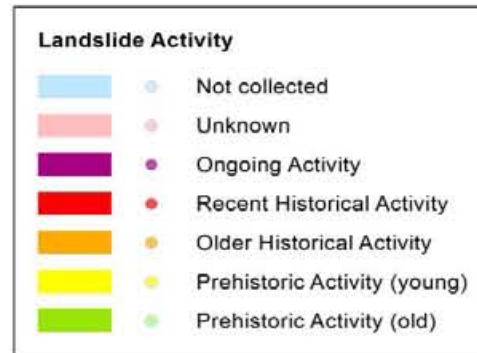 Landslide Activity
Not collected
Unknown
Ongoing Activity
Recent Historical Activity
Older Historical Activity
Prehistoric Activity (young)
Prehistoric Activity (old)